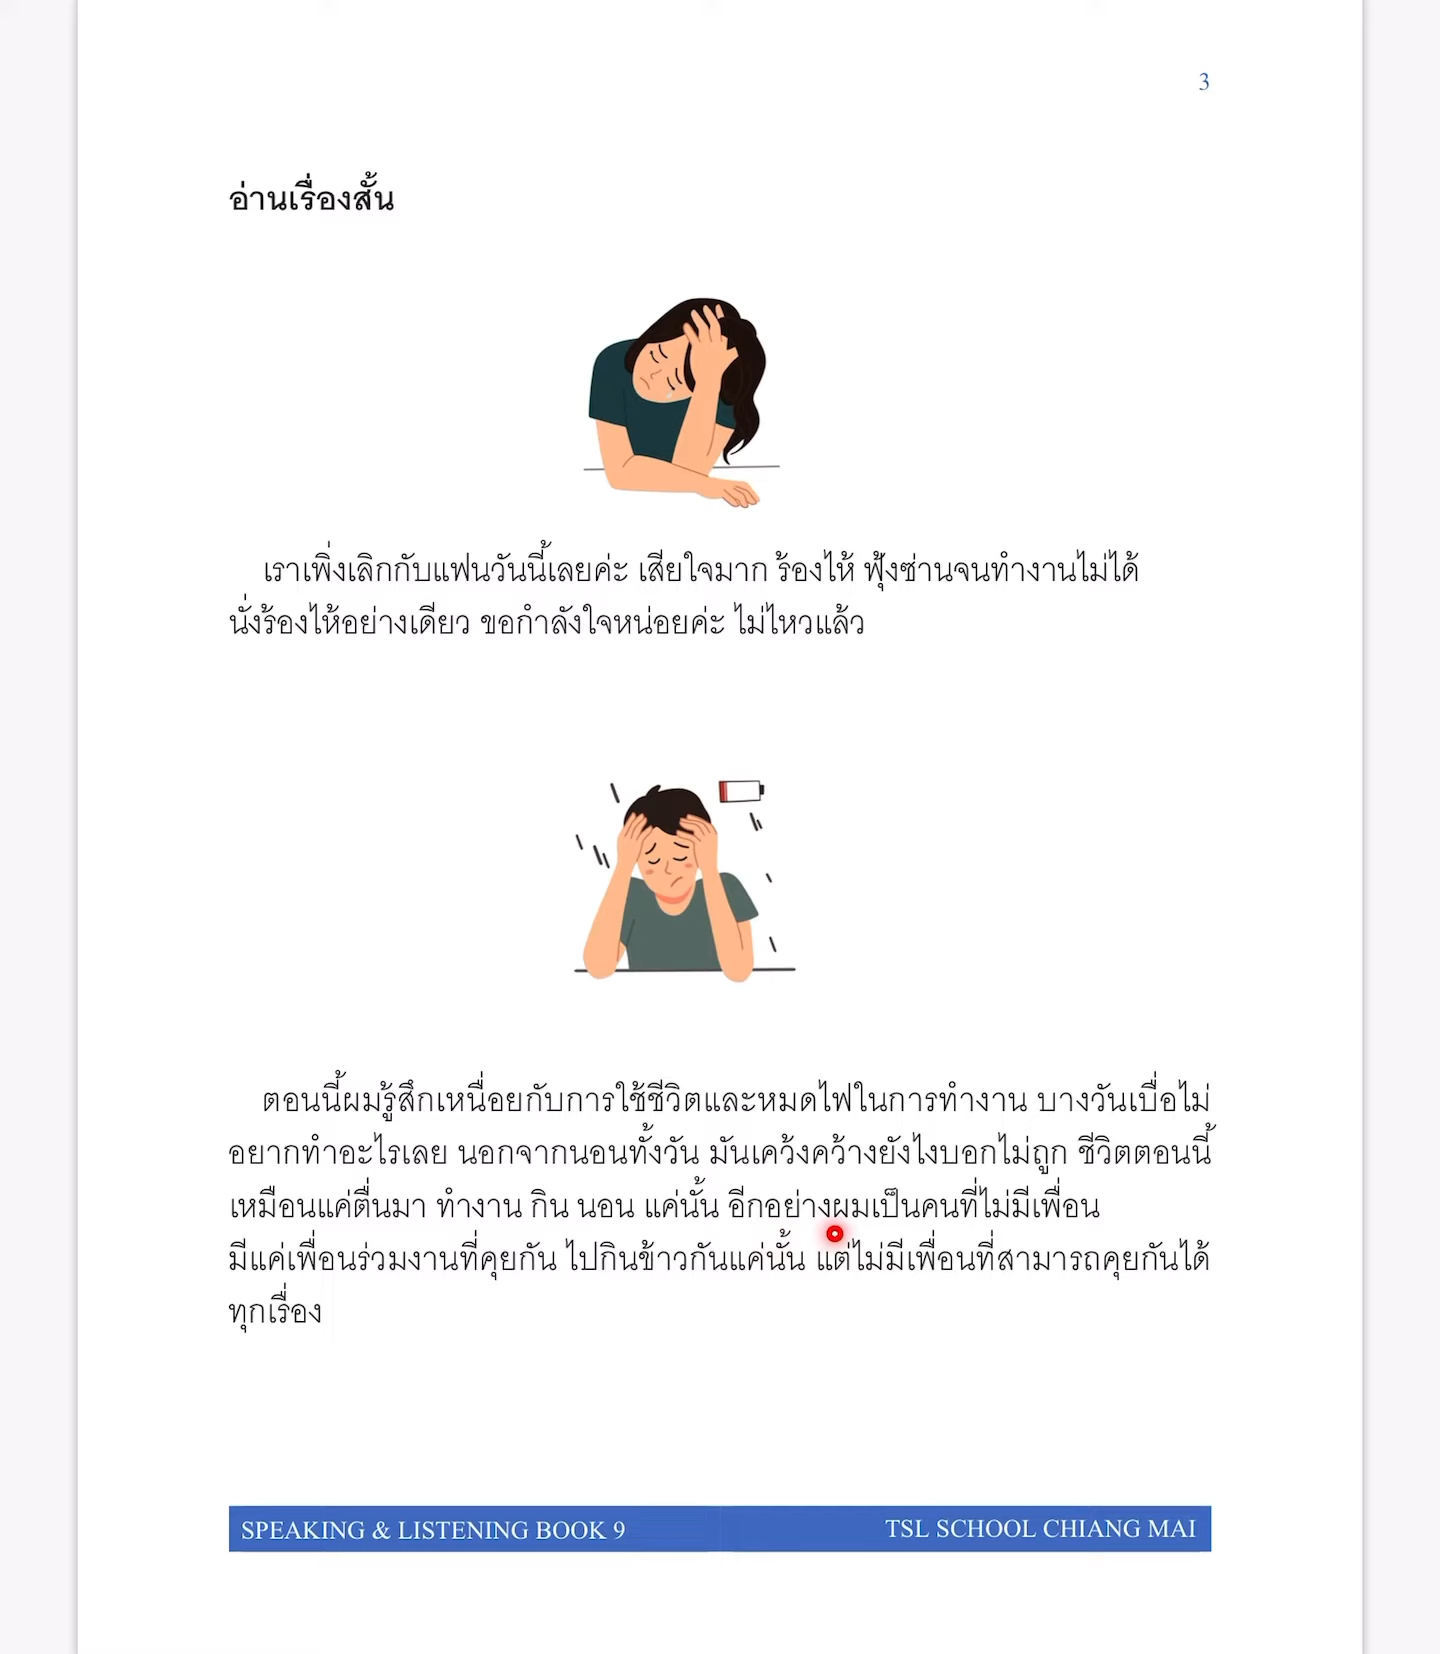 3
อ่านเรื่องสั้น
เราเพิ่งเลิกกับแฟนวันนี้เลยค่ะ เสียใจมาก ร้องไห้ ฟุ้งซ่านจนทำงานไม่ได้
นั่งร้องไห้อย่างเดียว ขอกำลังใจหน่อยค่ะ ไม่ไหวแล้ว
ตอนนี้ผมรู้สึกเหนื่อยกับการใช้ชีวิตและหมดไฟในการทำงาน บางวันเบื่อไม่
อยากทำอะไรเลย นอกจากนอนทั้งวัน มันเคว้งคว้างยังไงบอกไม่ถูก ชีวิตตอนนี้
เหมือนแค่ตื่นมา ทำงาน กิน นอน แค่นั้น อีกอย่างผมเป็นคนที่ไม่มีเพื่อน
มีแค่เพื่อนร่วมงานที่คุยกัน ไปกินข้าวกันแค่นั้น แต่ไม่มีเพื่อนที่สามารถคุยกันได้
ทุกเรื่อง
SPEAKING & LISTENING BOOK 9 TSL SCHOOL CHIANG MAI